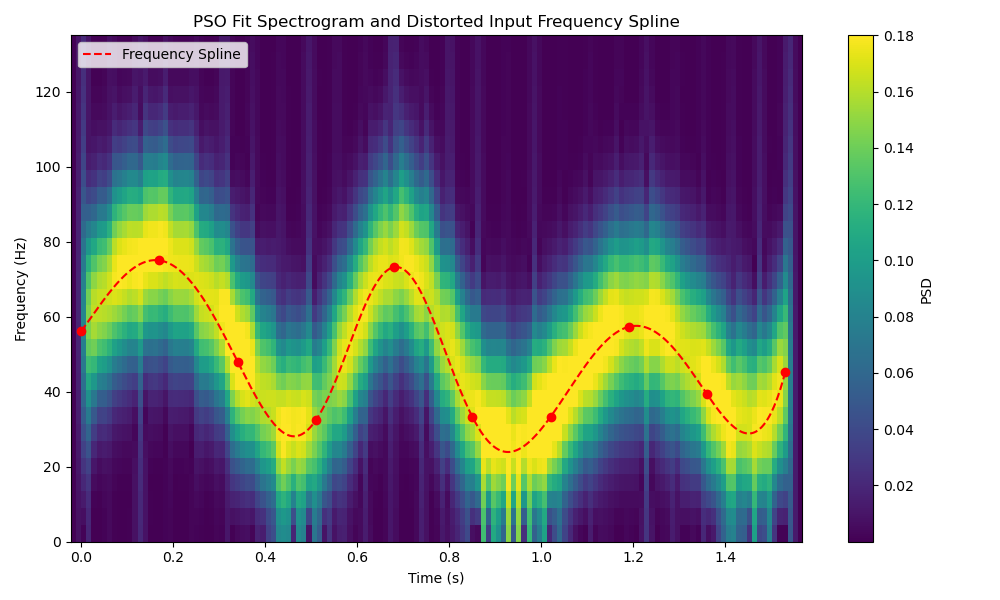 PSO Fit Spectrogram and Distorted Input Frequency Spline
Frequency Spline
Frequency (Hz)
120
100
80
60
40
20
0
0.0 0.2 0.4 0.6 0.8 1.0 1.2 1.4
Time (s)
0.18
0.16
0.14
0.12
0.10
0.08
0.06
0.04
0.02
PSD